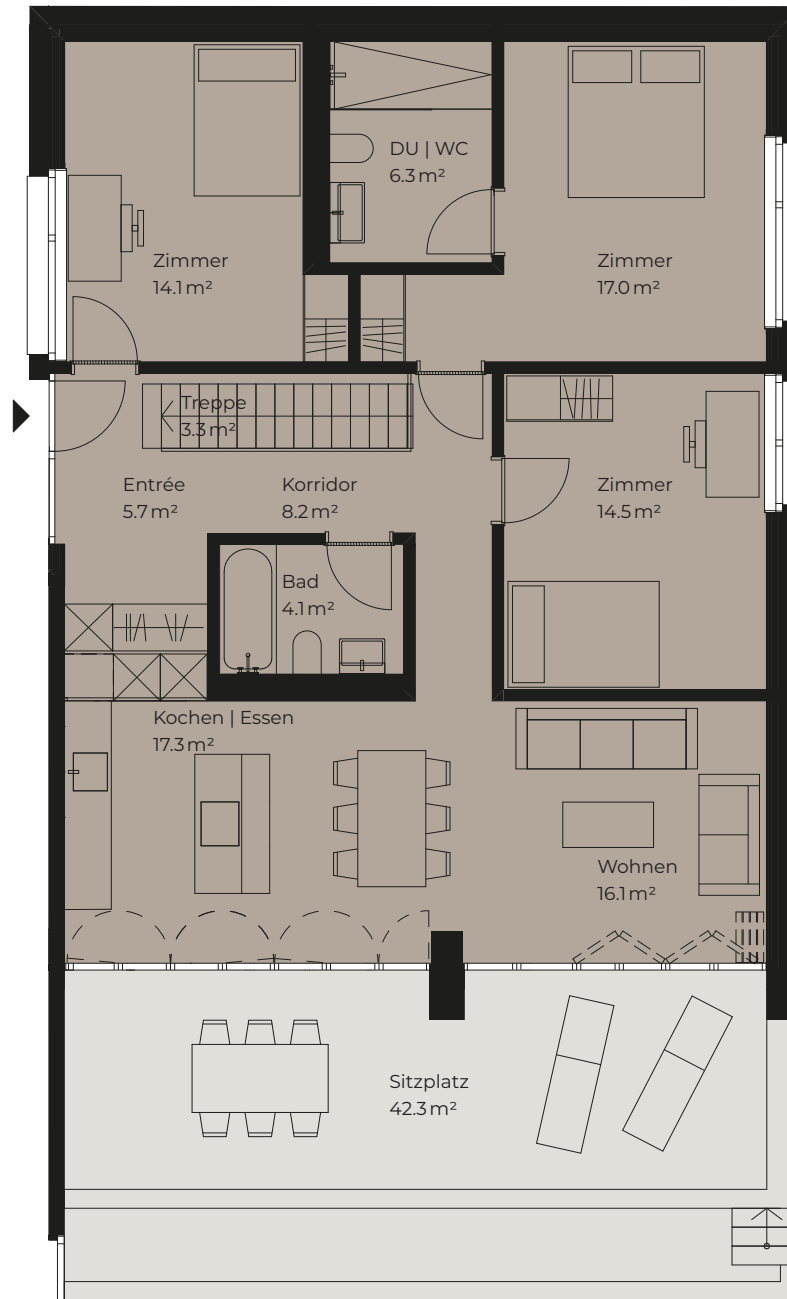 DU | WC
6.3 m²
Zimmer
14.1 m²
Zimmer
17.0 m²
Treppe
3.3 m²
Entrée
5.7 m²
Korridor
8.2 m²
Zimmer
14.5 m²
Bad
4.1 m²
Kochen | Essen
17.3 m²
Wohnen
16.1 m²
Sitzplatz
42.3 m²